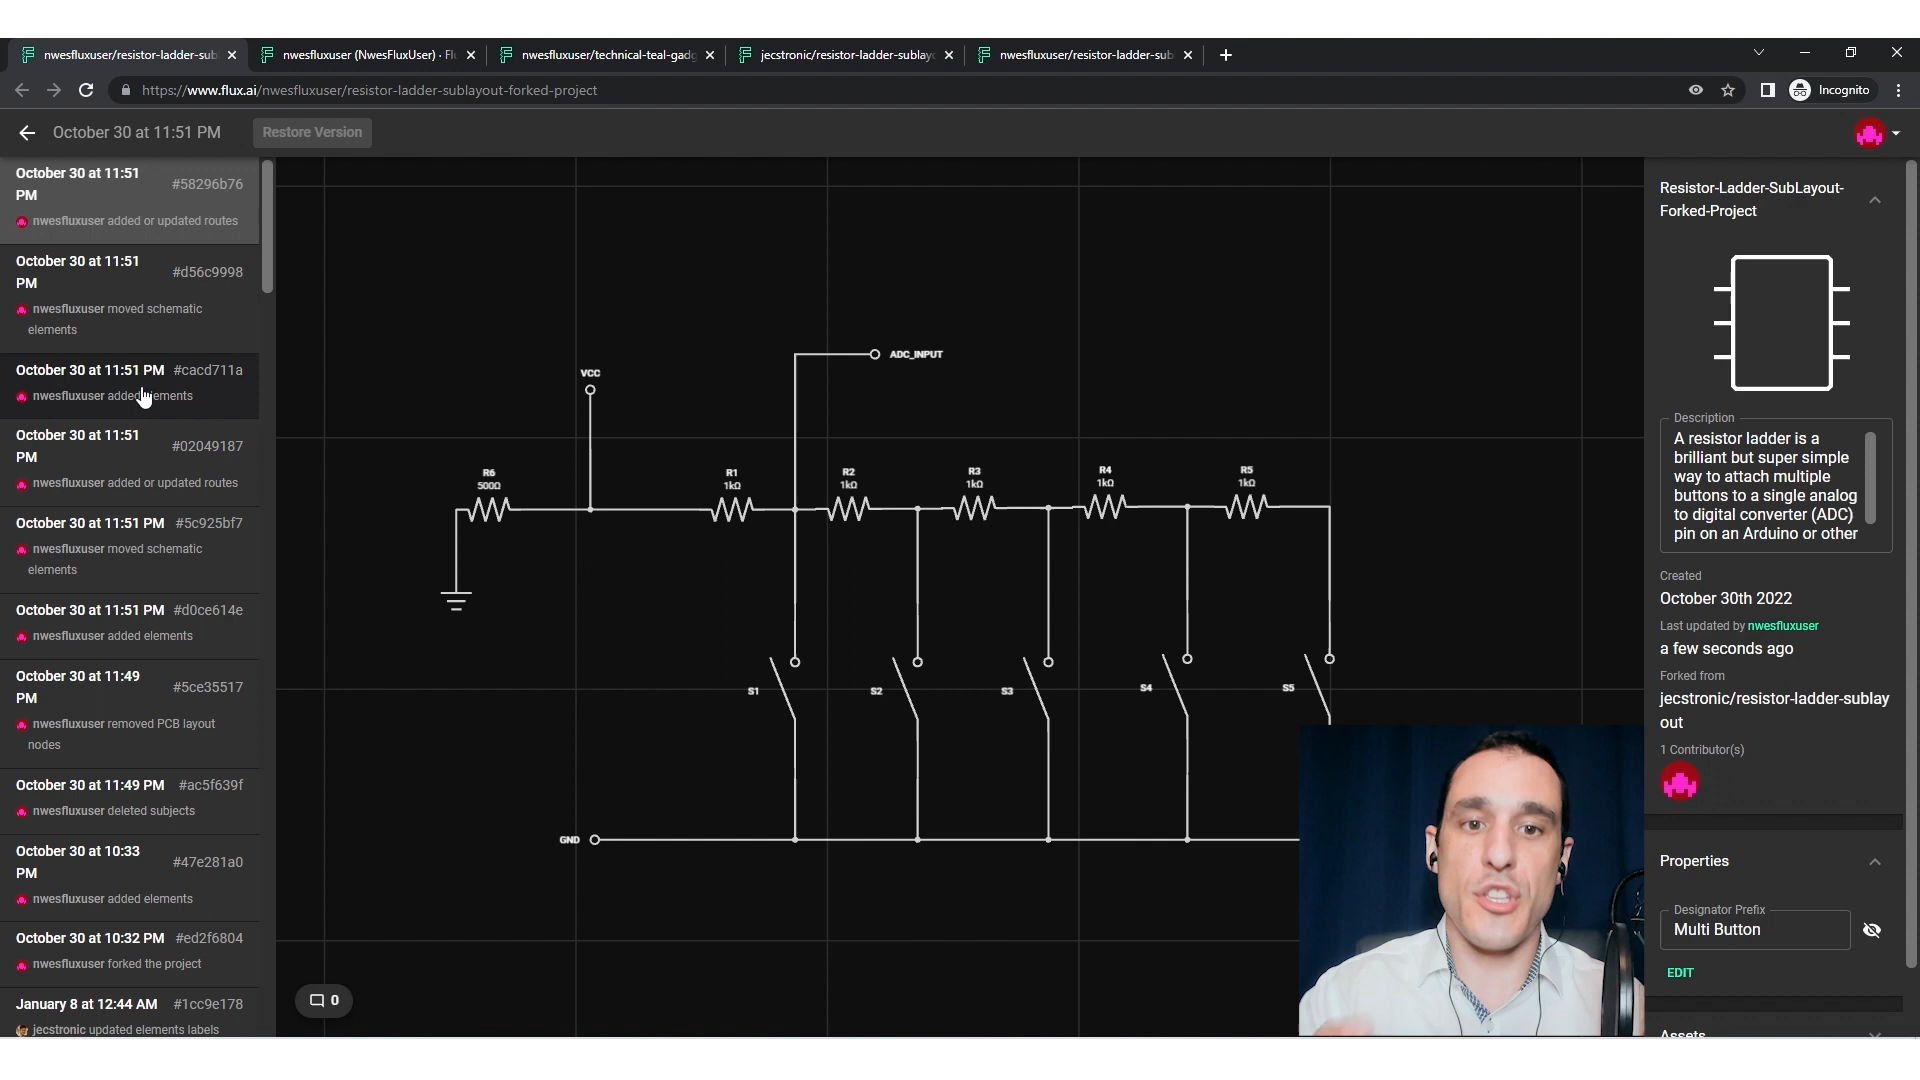 nwesfluxuser/resistor-ladder-sub
nwesfluxuser (NwesFluxUser) · Fl
nwesfluxuser/technical-teal-gadg
jecstronic/resistor-ladder-sublayo
nwesfluxuser/resistor-ladder-sub
https://www.flux.ai/nwesfluxuser/resistor-ladder-sublayout-forked-project
Incognito
October 30 at 11:51 PM
Restore Version
October 30 at 11:51
PM
#58296b76
nwesfluxuser added or updated routes
October 30 at 11:51
PM
#d56c9998
nwesfluxuser moved schematic
elements
October 30 at 11:51 PM #cacd711a
nwesfluxuser added elements
October 30 at 11:51
PM
#02049187
nwesfluxuser added or updated routes
October 30 at 11:51 PM #5c925bf7
nwesfluxuser moved schematic
elements
October 30 at 11:51 PM #d0ce614e
nwesfluxuser added elements
October 30 at 11:49
PM
#5ce35517
nwesfluxuser removed PCB layout
nodes
October 30 at 11:49 PM #ac5f639f
nwesfluxuser deleted subjects
October 30 at 10:33
PM
#47e281a0
nwesfluxuser added elements
October 30 at 10:32 PM #ed2f6804
nwesfluxuser forked the project
January 8 at 12:44 AM #1cc9e178
jecstronic updated elements labels
ADC_INPUT
VCC
R6
500Ω
R1
1kΩ
R2
1kΩ
R3
1kΩ
R4
1kΩ
R5
1kΩ
S1
S2
S3
S4
S5
GND
0
Resistor-Ladder-SubLayout-
Forked-Project
Description
A resistor ladder is a
brilliant but super simple
way to attach multiple
buttons to a single analog
to digital converter (ADC)
pin on an Arduino or other
Created
October 30th 2022
Last updated by nwesfluxuser
a few seconds ago
Forked from
jecstronic/resistor-ladder-sublay
out
1 Contributor(s)
Properties
Designator Prefix
Multi Button
EDIT
Assets